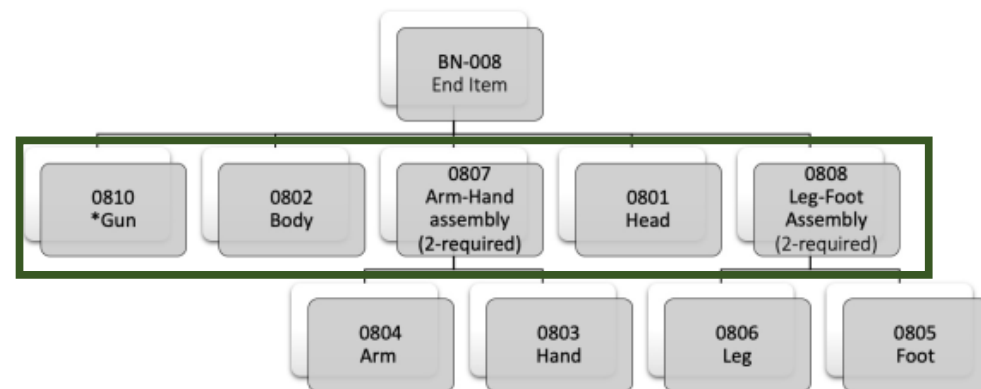 BN-008
End Item
0810
*Gun
0802
Body
0807
Arm-Hand
assembly
(2-required)
0801
Head
0808
Leg-Foot
Assembly
(2-required)
0804
Arm
0803
Hand
0806
Leg
0805
Foot